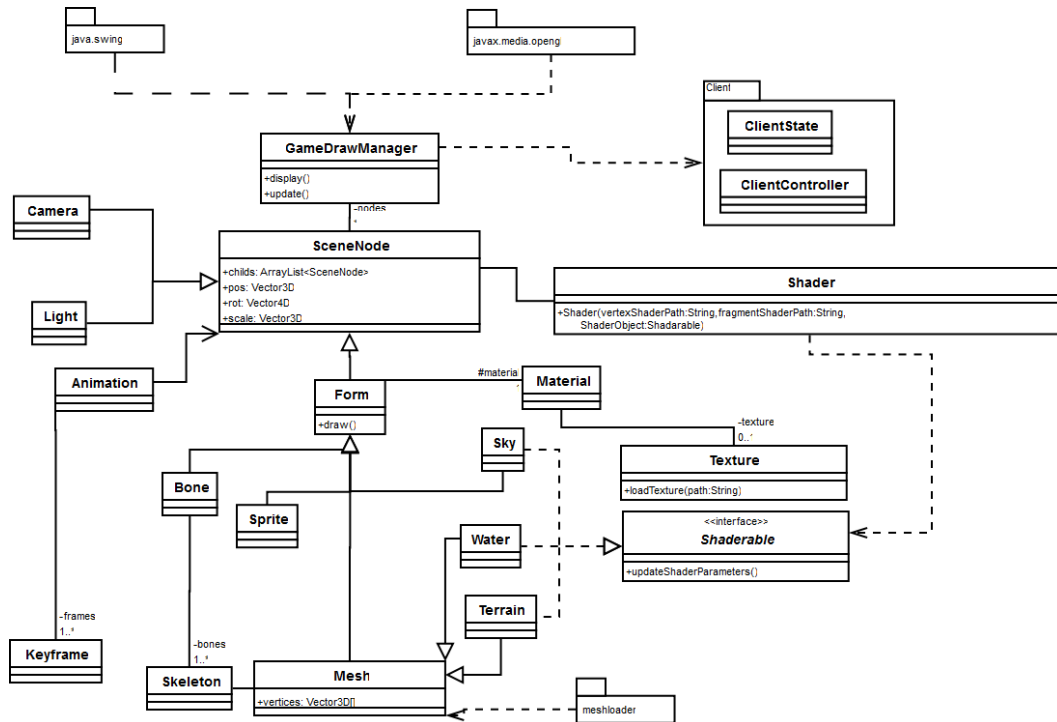 java.swing
javax.media.opengl
Client
ClientState
ClientController
GameDrawManager
+display()
+update()
-nodes
*
Camera
SceneNode
+childs: ArrayList<SceneNode>
+pos: Vector3D
+rot: Vector4D
+scale: Vector3D
Light
Shader
+Shader(vertexShaderPath:String,fragmentShaderPath:String,
ShaderObject:Shadarable)
Animation
Form
+draw()
#materia
Material
-texture
0..
Sky
Texture
+loadTexture(path:String)
Bone
Sprite
<<interface>>
Shaderable
+updateShaderParameters()
Water
Terrain
-frames
1..*
Keyframe
-bones
1..*
Skeleton
Mesh
+vertices: Vector3D[]
meshloader